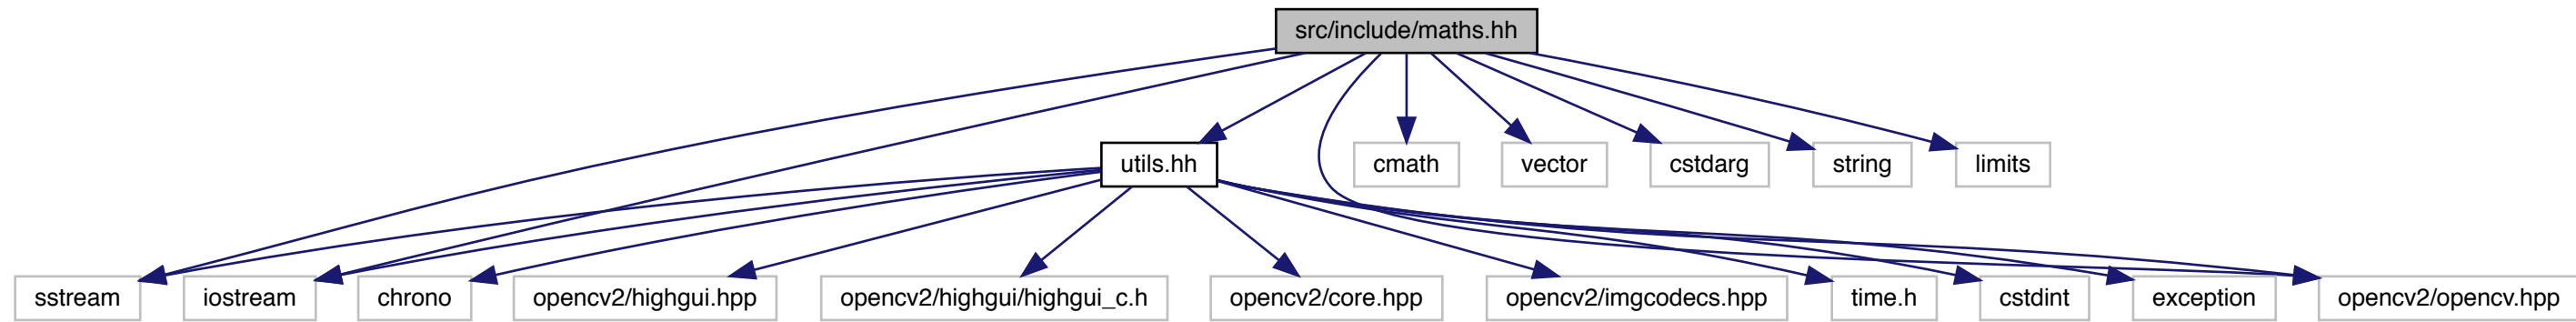 src/include/maths.hh
utils.hh
cmath
vector
cstdarg
string
limits
sstream
iostream
chrono
opencv2/highgui.hpp
opencv2/highgui/highgui_c.h
opencv2/core.hpp
opencv2/imgcodecs.hpp
time.h
cstdint
exception
opencv2/opencv.hpp